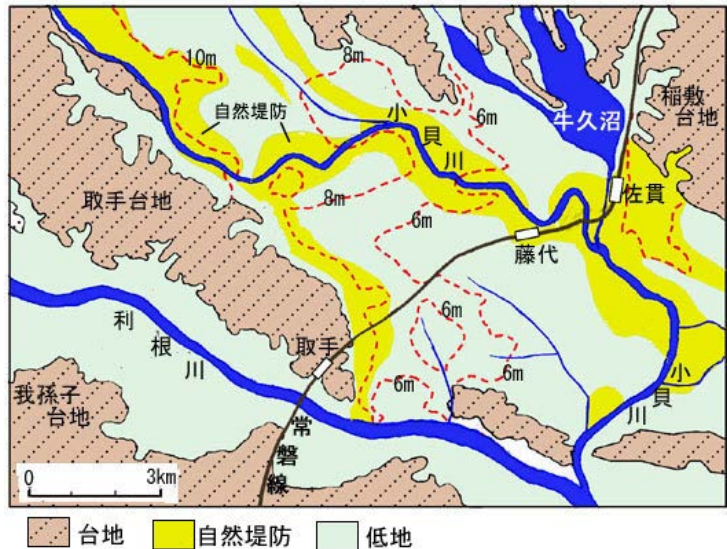 10m
8m
自然堤防
小
貝
川
6m
牛久沼
稲敷
台地
取手台地
8m
6m
佐貫
藤代
利
根
川
6m
取手
6m
6m
小
貝
川
我孫子
台地
常
磐
線
0 3km
台地 自然堤防 低地